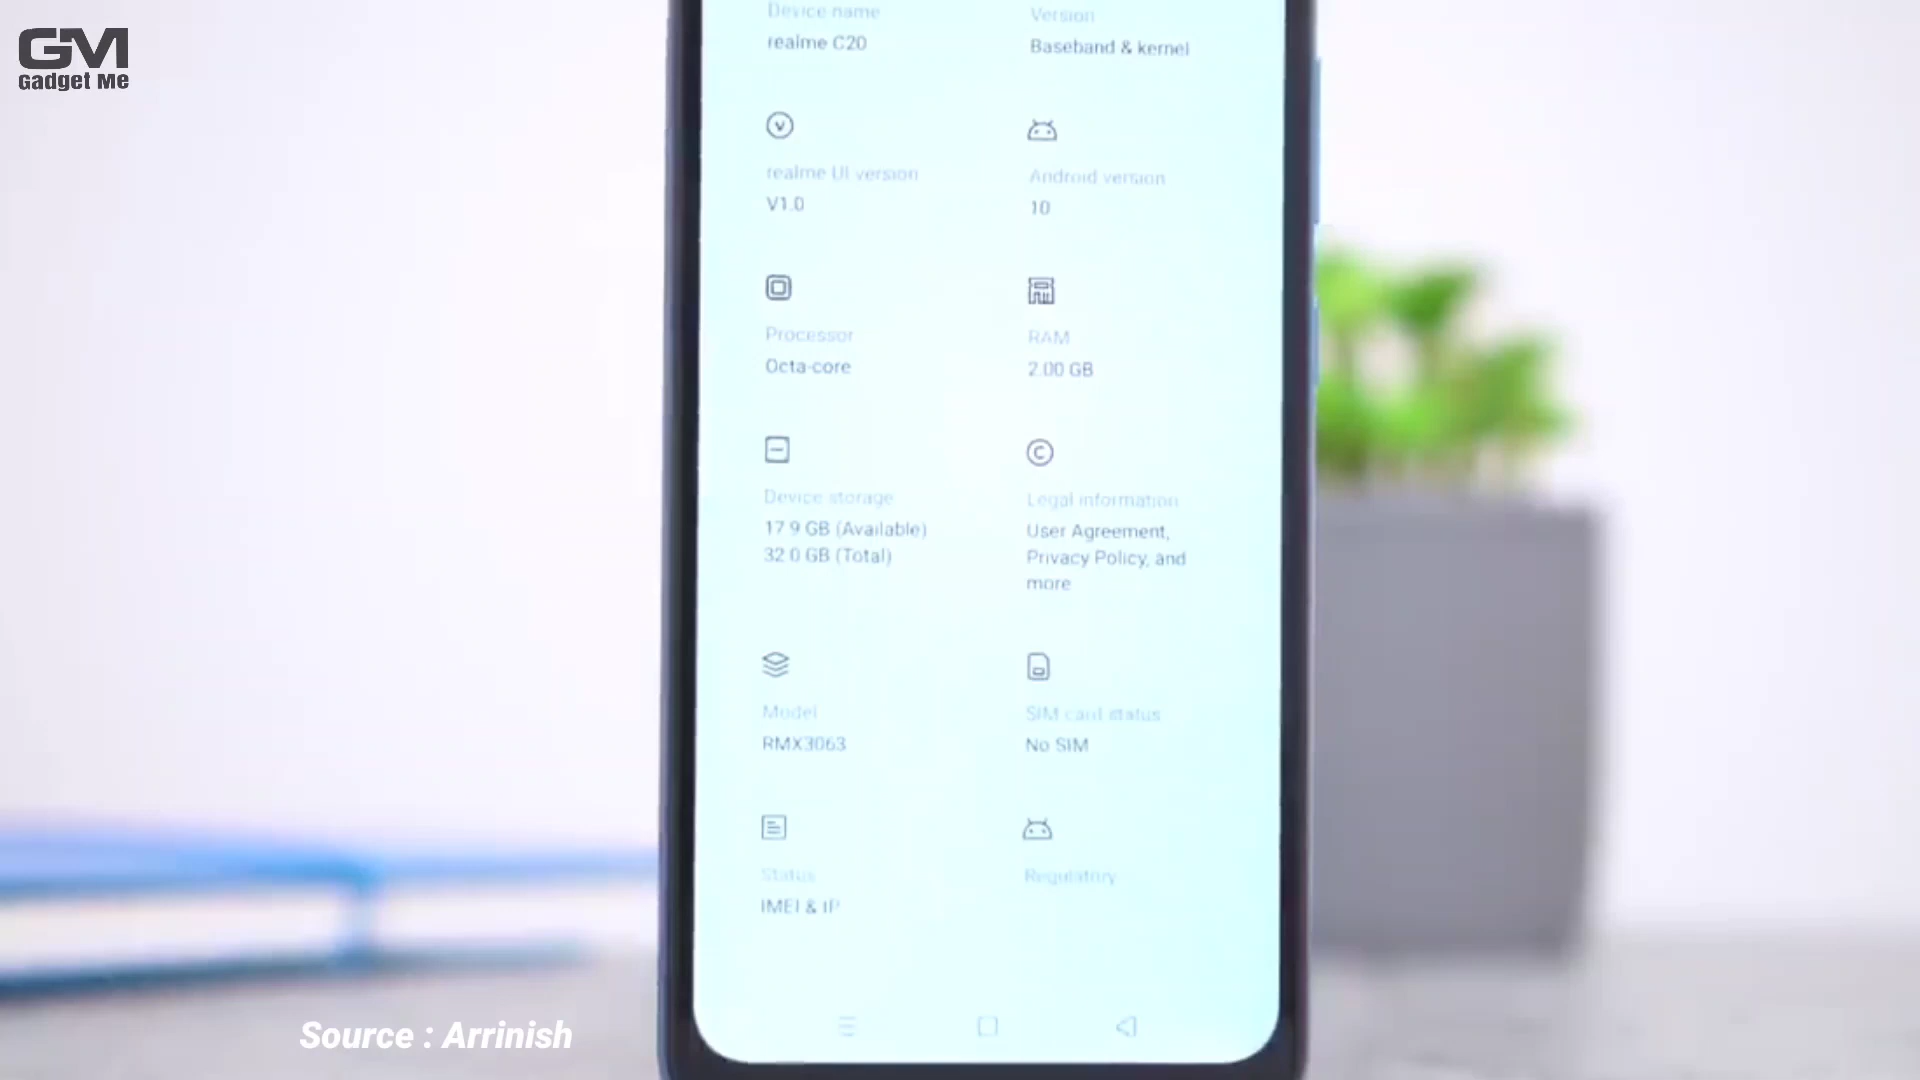 GM
Gadget Me
Device name
realme C20
Version
Baseband & kernel
realme UI version
V1.0
Android version
10
Processor
Octa-core
RAM
2.00 GB
Device storage
17.9 GB (Available)
32.0 GB (Total)
Legal information
User Agreement,
Privacy Policy, and
more
Model
RMX3063
SIM card status
No SIM
Status
IMEI & IP
Regulatory
Source : Arrinish